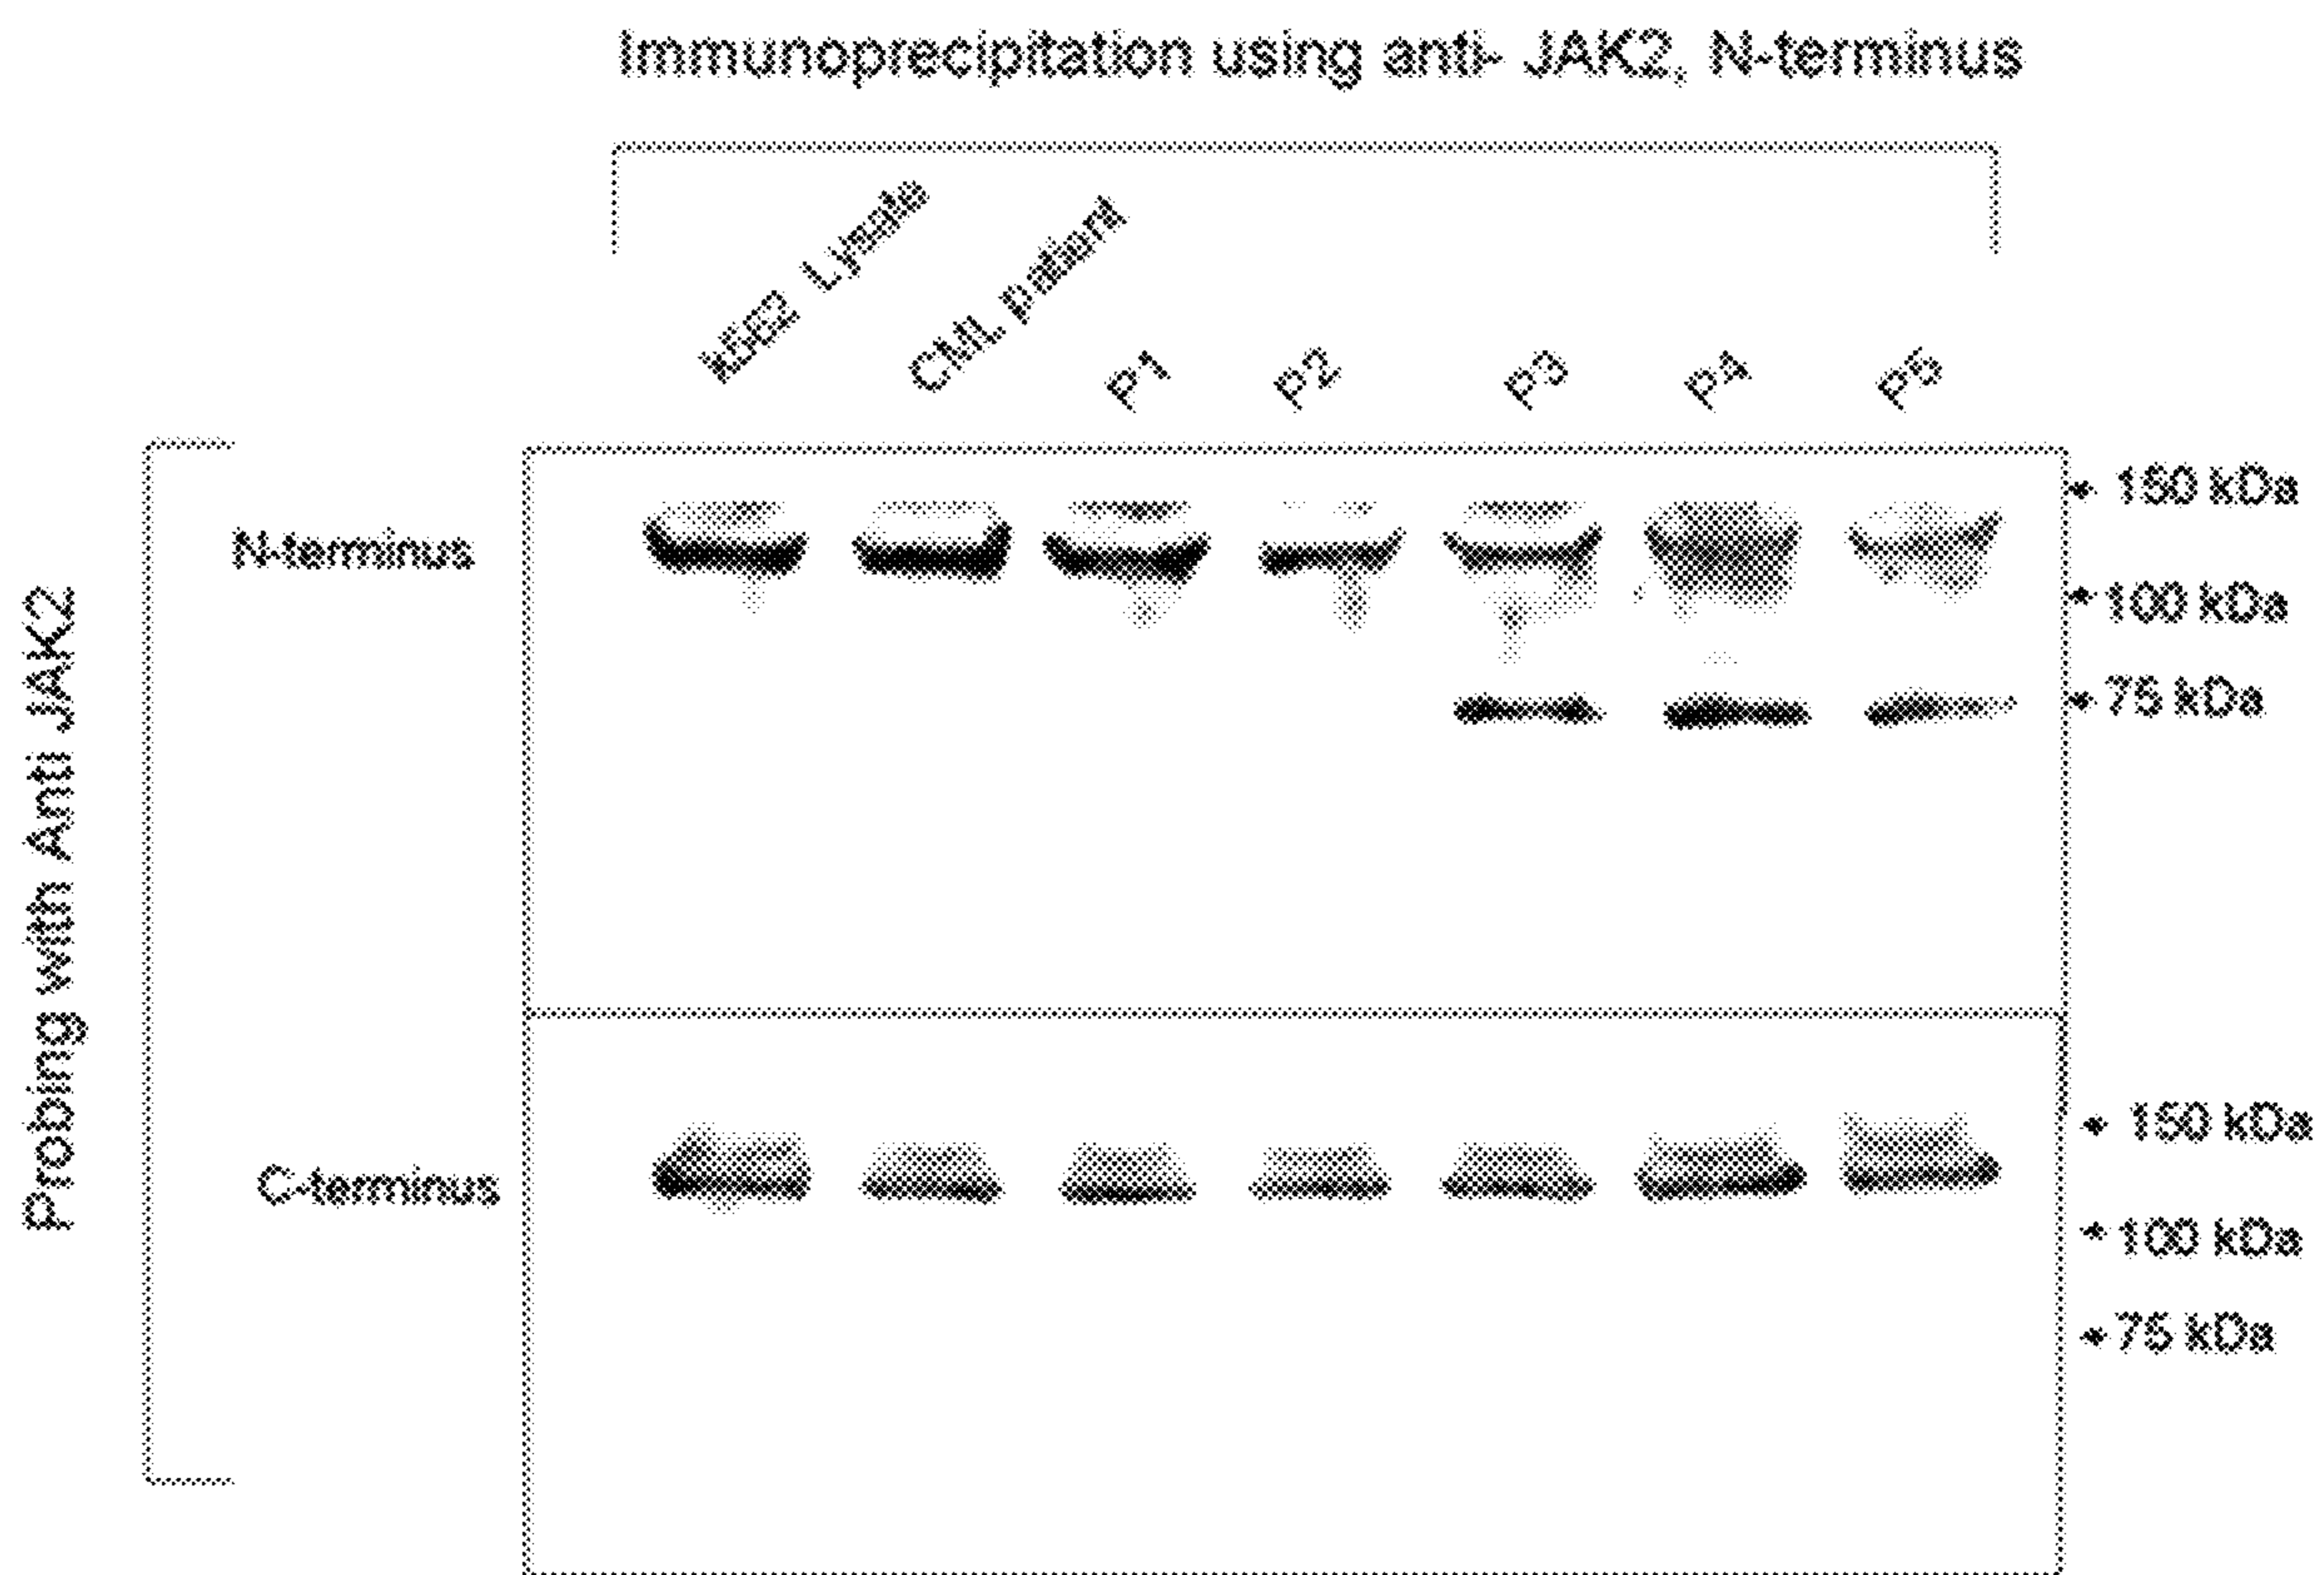 Immunoprecipitation using anti- JAK2, N-terminus
k562 Lysate
CML patient
P1
P2
P3
P4
P5
Probing with Anti JAK2
N-terminus
150 kDa
100 kDa
75 kDa
C-terminus
150 kDa
100 kDa
75 kDa